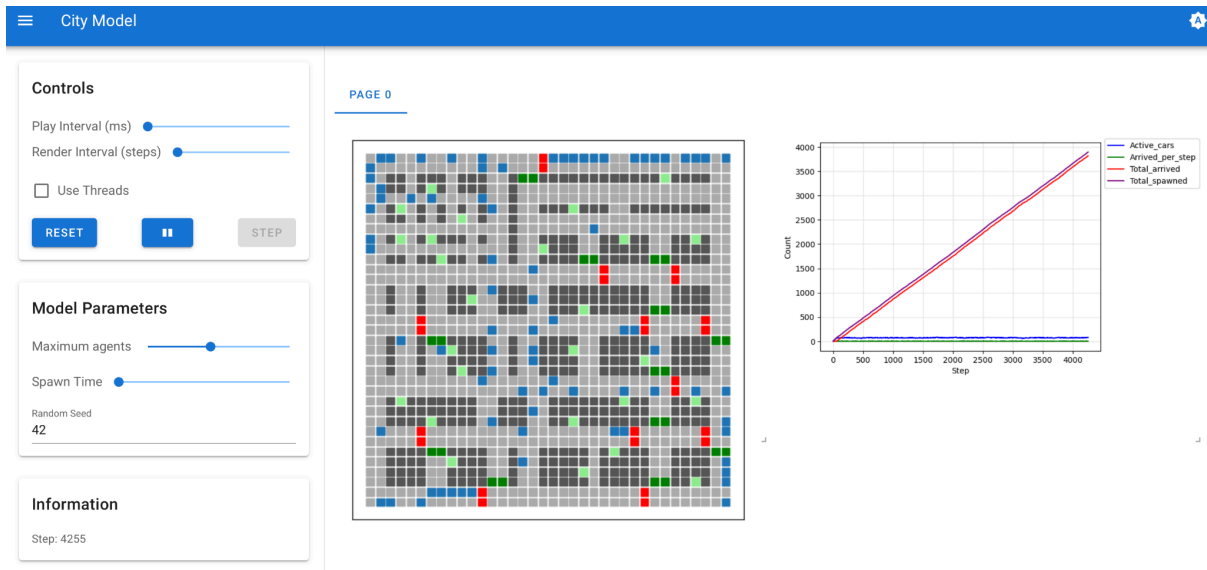 City Model
A
Controls
Play Interval (ms)
Render Interval (steps)
Use Threads
RESET
STEP
Model Parameters
Maximum agents
Spawn Time
Random Seed
42
Information
Step: 4255
PAGE 0
Active_cars
Arrived_per_step
Total_arrived
Total_spawned
Count
4000
3500
3000
2500
2000
1500
1000
500
0
0 500 1000 1500 2000 2500 3000 3500 4000
Step